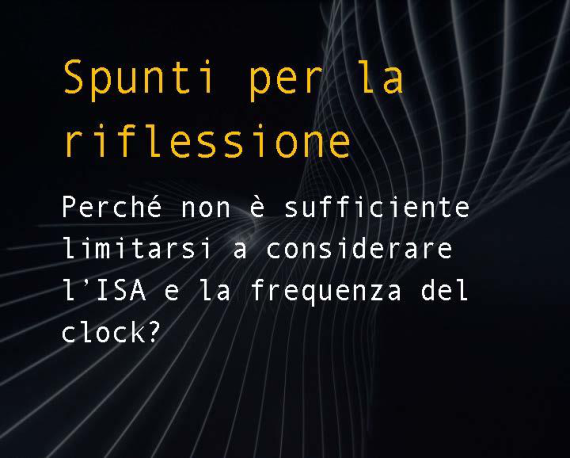 Spunti per la
riflessione
Perché non è sufficiente
limitarsi a considerare
l'ISA e la frequenza del
clock?